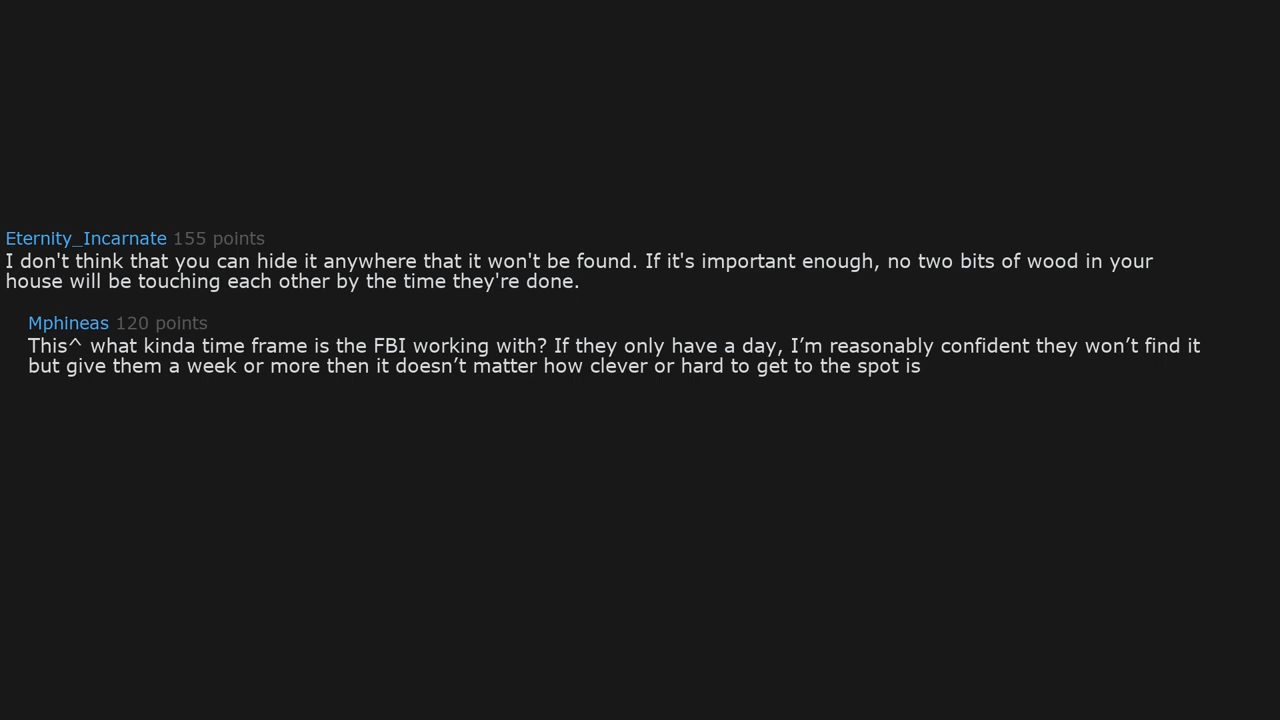 Eternity_Incarnate 155 points
I don't think that you can hide it anywhere that it won't be found. If it's important enough, no two bits of wood in your
house will be touching each other by the time they're done.
Mphineas 120 points
This^ what kinda time frame is the FBI working with? If they only have a day, I’m reasonably confident they won’t find it
but give them a week or more then it doesn’t matter how clever or hard to get to the spot is